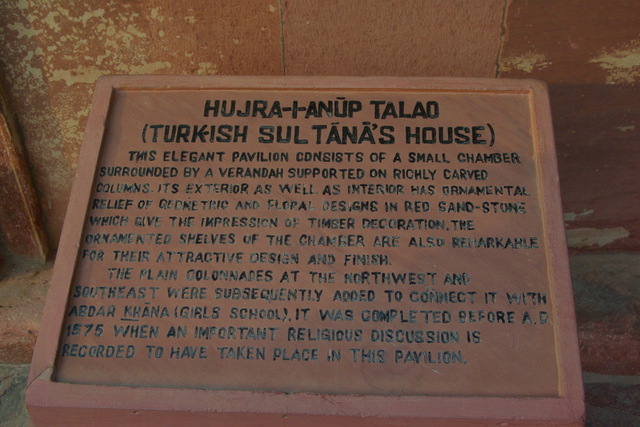 HUJRA-I-ANŪP TALAO
(TURKISH SULTĀNĀ'S HOUSE)
THIS ELEGANT PAVILION CONSISTS OF A SMALL CHAMBER
SURROUNDED BY A VERANDAH SUPPORTED ON RICHLY CARVED
COLUMNS. ITS EXTERIOR AS WELL AS INTERIOR HAS ORNAMENTAL
RELIEF OF GEOMETRIC AND FLORAL DESIGNS IN RED SAND-STONE
WHICH GIVE THE IMPRESSION OF TIMBER DECORATION. THE
ORNAMENTED SHELVES OF THE CHAMBER ARE ALSO REMARKABLE
FOR THEIR ATTRACTIVE DESIGN AND FINISH.
THE PLAIN COLONNADES AT THE NORTHWEST AND
SOUTHEAST WERE SUBSEQUENTLY ADDED TO CONNECT IT WITH
ABDAR KHĀNA (GIRLS SCHOOL). IT WAS COMPLETED BEFORE A.D.
1575 WHEN AN IMPORTANT RELIGIOUS DISCUSSION IS
RECORDED TO HAVE TAKEN PLACE IN THIS PAVILION.